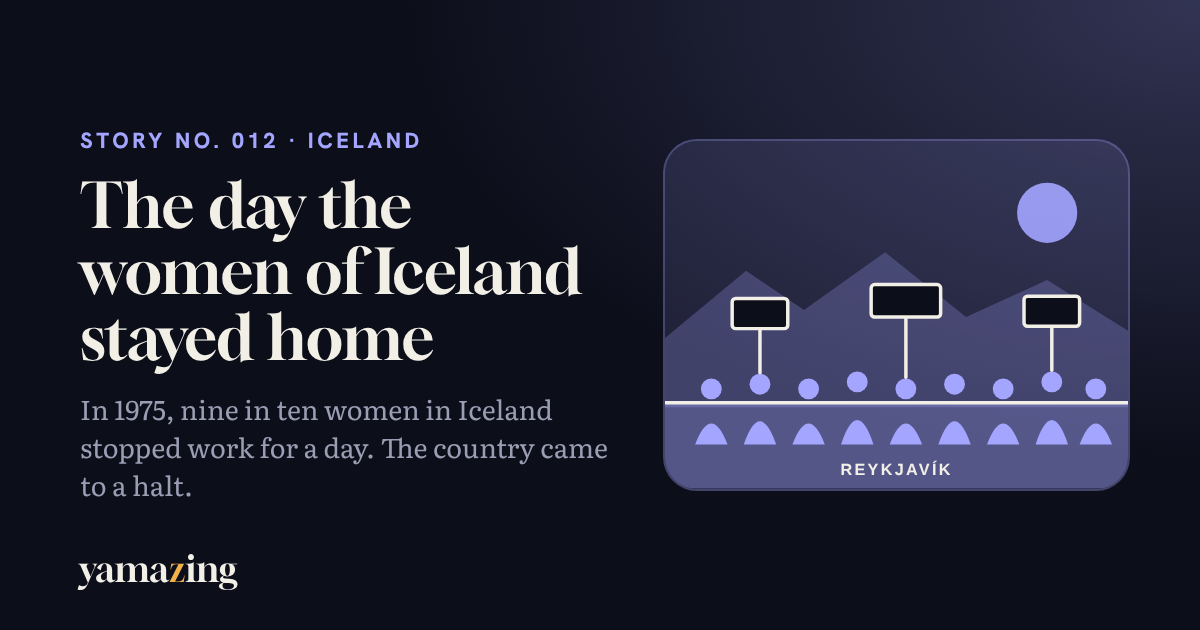 STORY NO. 012 · ICELAND
The day the
women of Iceland
stayed home
In 1975, nine in ten women in Iceland
stopped work for a day. The country came
to a halt.
yamazing
REYKJAVÍK